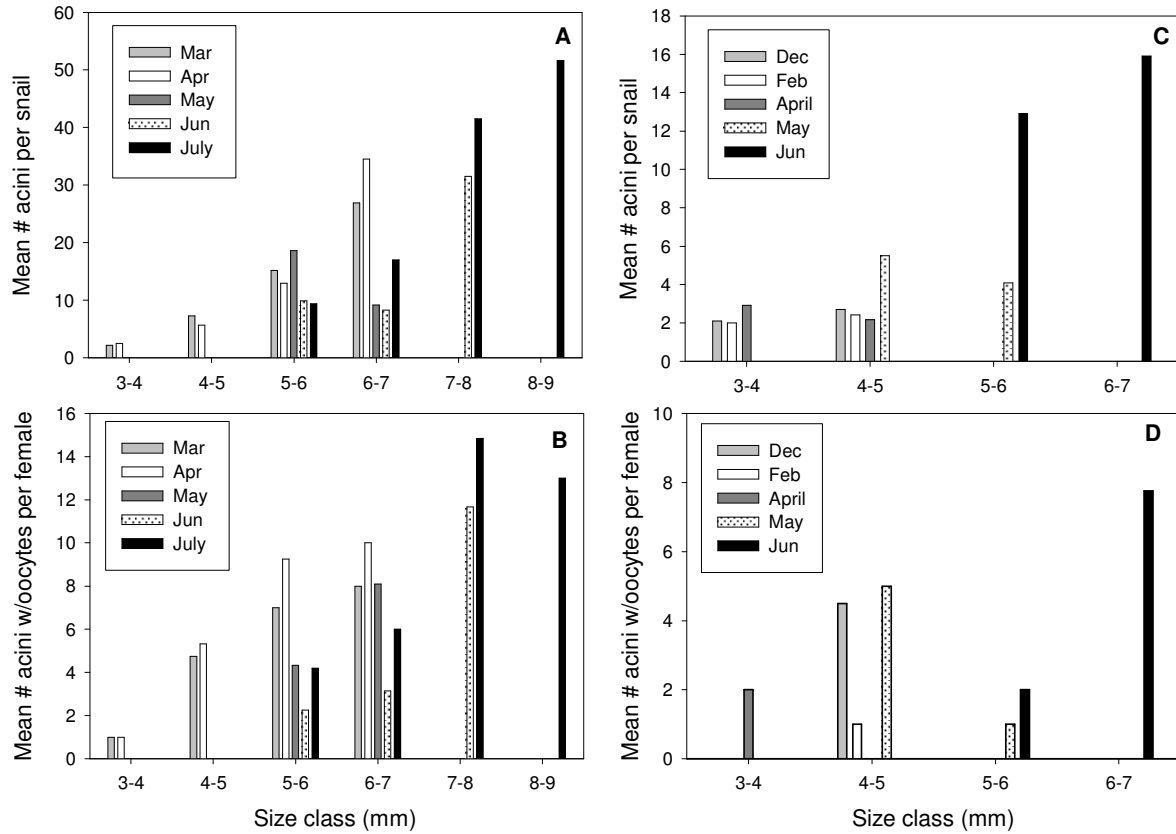 60
50
40
30
20
10
0
Mean # acini per snail
Mar
Apr
May
Jun
July
A
3-4
4-5
5-6
6-7
7-8
8-9
18
16
14
12
10
8
6
4
2
0
Mean # acini per snail
Dec
Feb
April
May
Jun
C
3-4
4-5
5-6
6-7
16
14
12
10
8
6
4
2
0
Mean # acini w/oocytes per female
Mar
Apr
May
Jun
July
B
3-4
4-5
5-6
6-7
7-8
8-9
Size class (mm)
10
8
6
4
2
0
Mean # acini w/oocytes per female
Dec
Feb
April
May
Jun
D
3-4
4-5
5-6
6-7
Size class (mm)